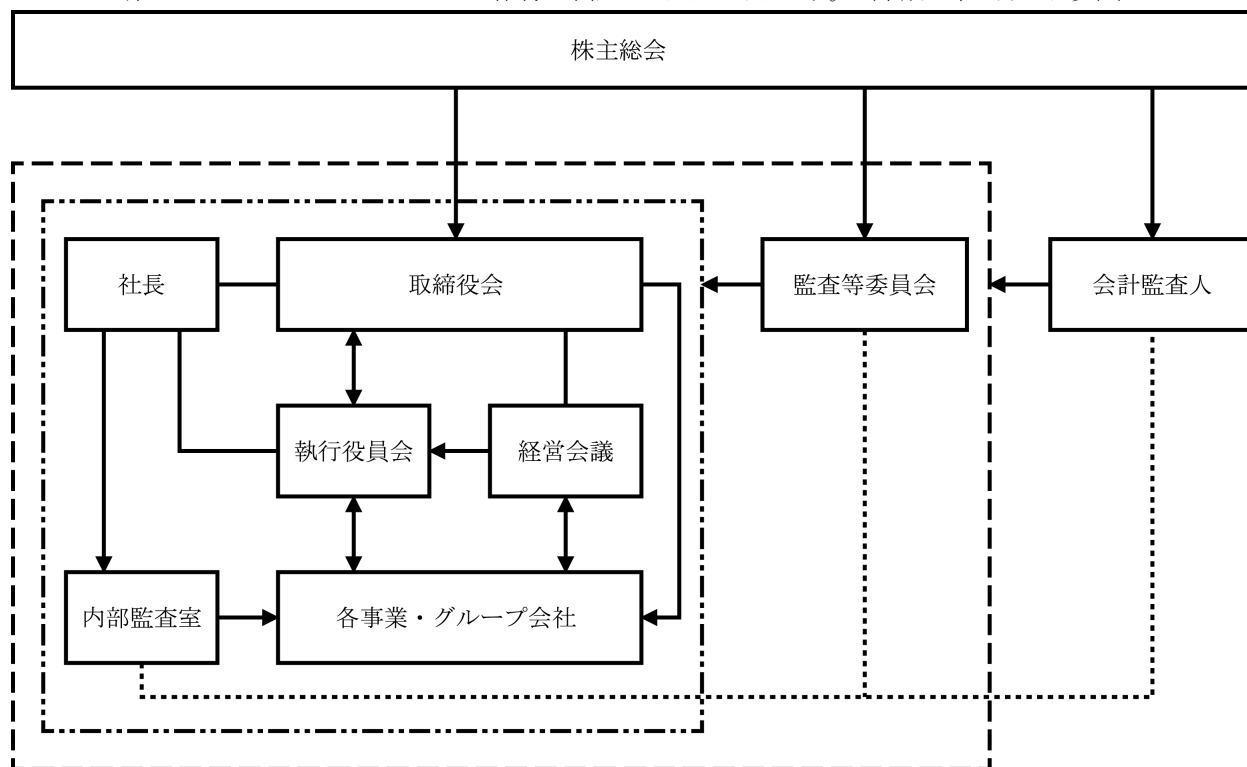 株主総会
社長
取締役会
監査等委員会
会計監査人
執行役員会
経営会議
内部監査室
各事業・グループ会社